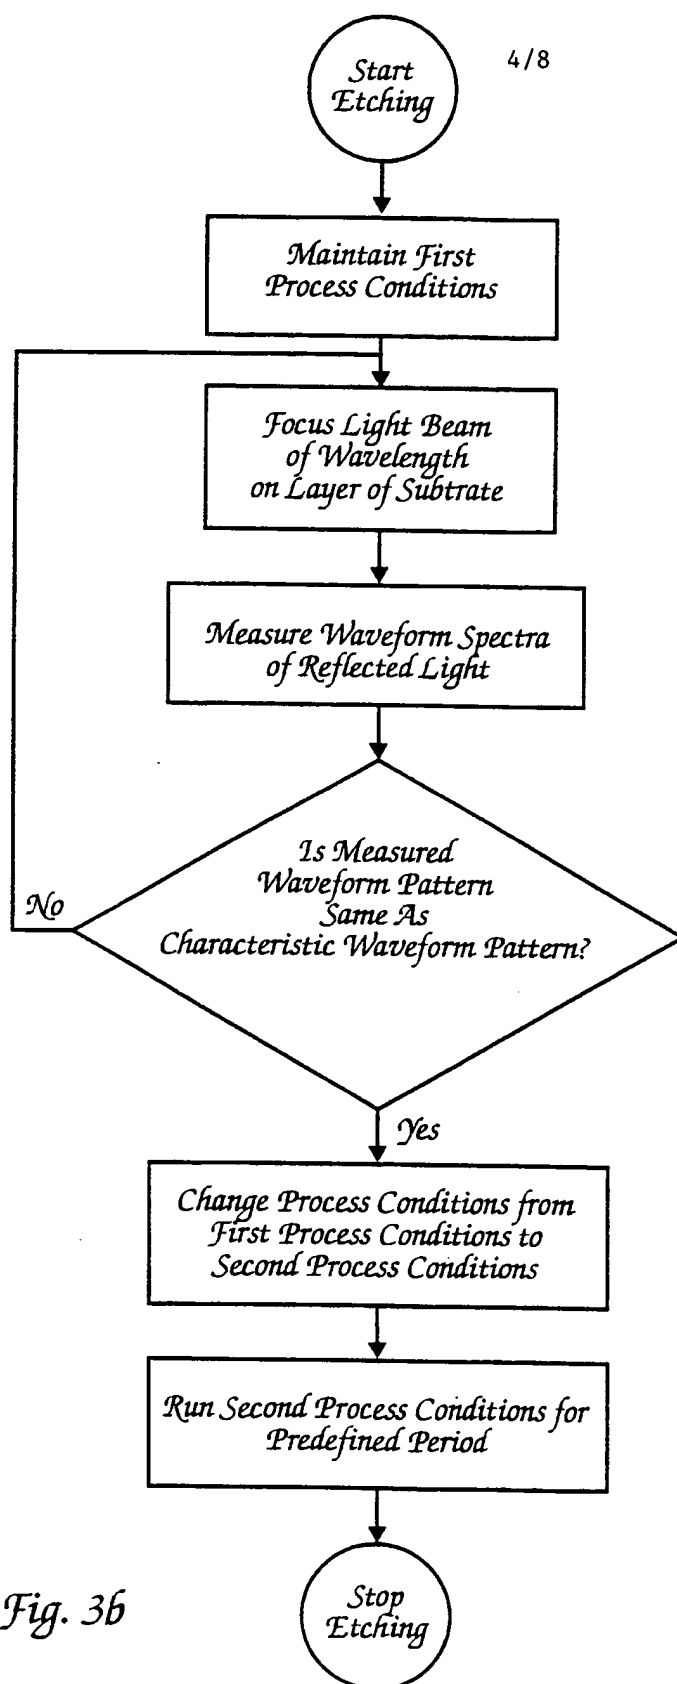 4/8
Start
Etching
Maintain First
Process Conditions
Focus Light Beam
of Wavelength
on Layer of Subtrate
Measure Waveform Spectra
of Reflected Light
Is Measured
Waveform Pattern
Same As
Characteristic Waveform Pattern?
No
Yes
Change Process Conditions from
First Process Conditions to
Second Process Conditions
Run Second Process Conditions for
Predefined Period
Stop
Etching
Fig. 3b